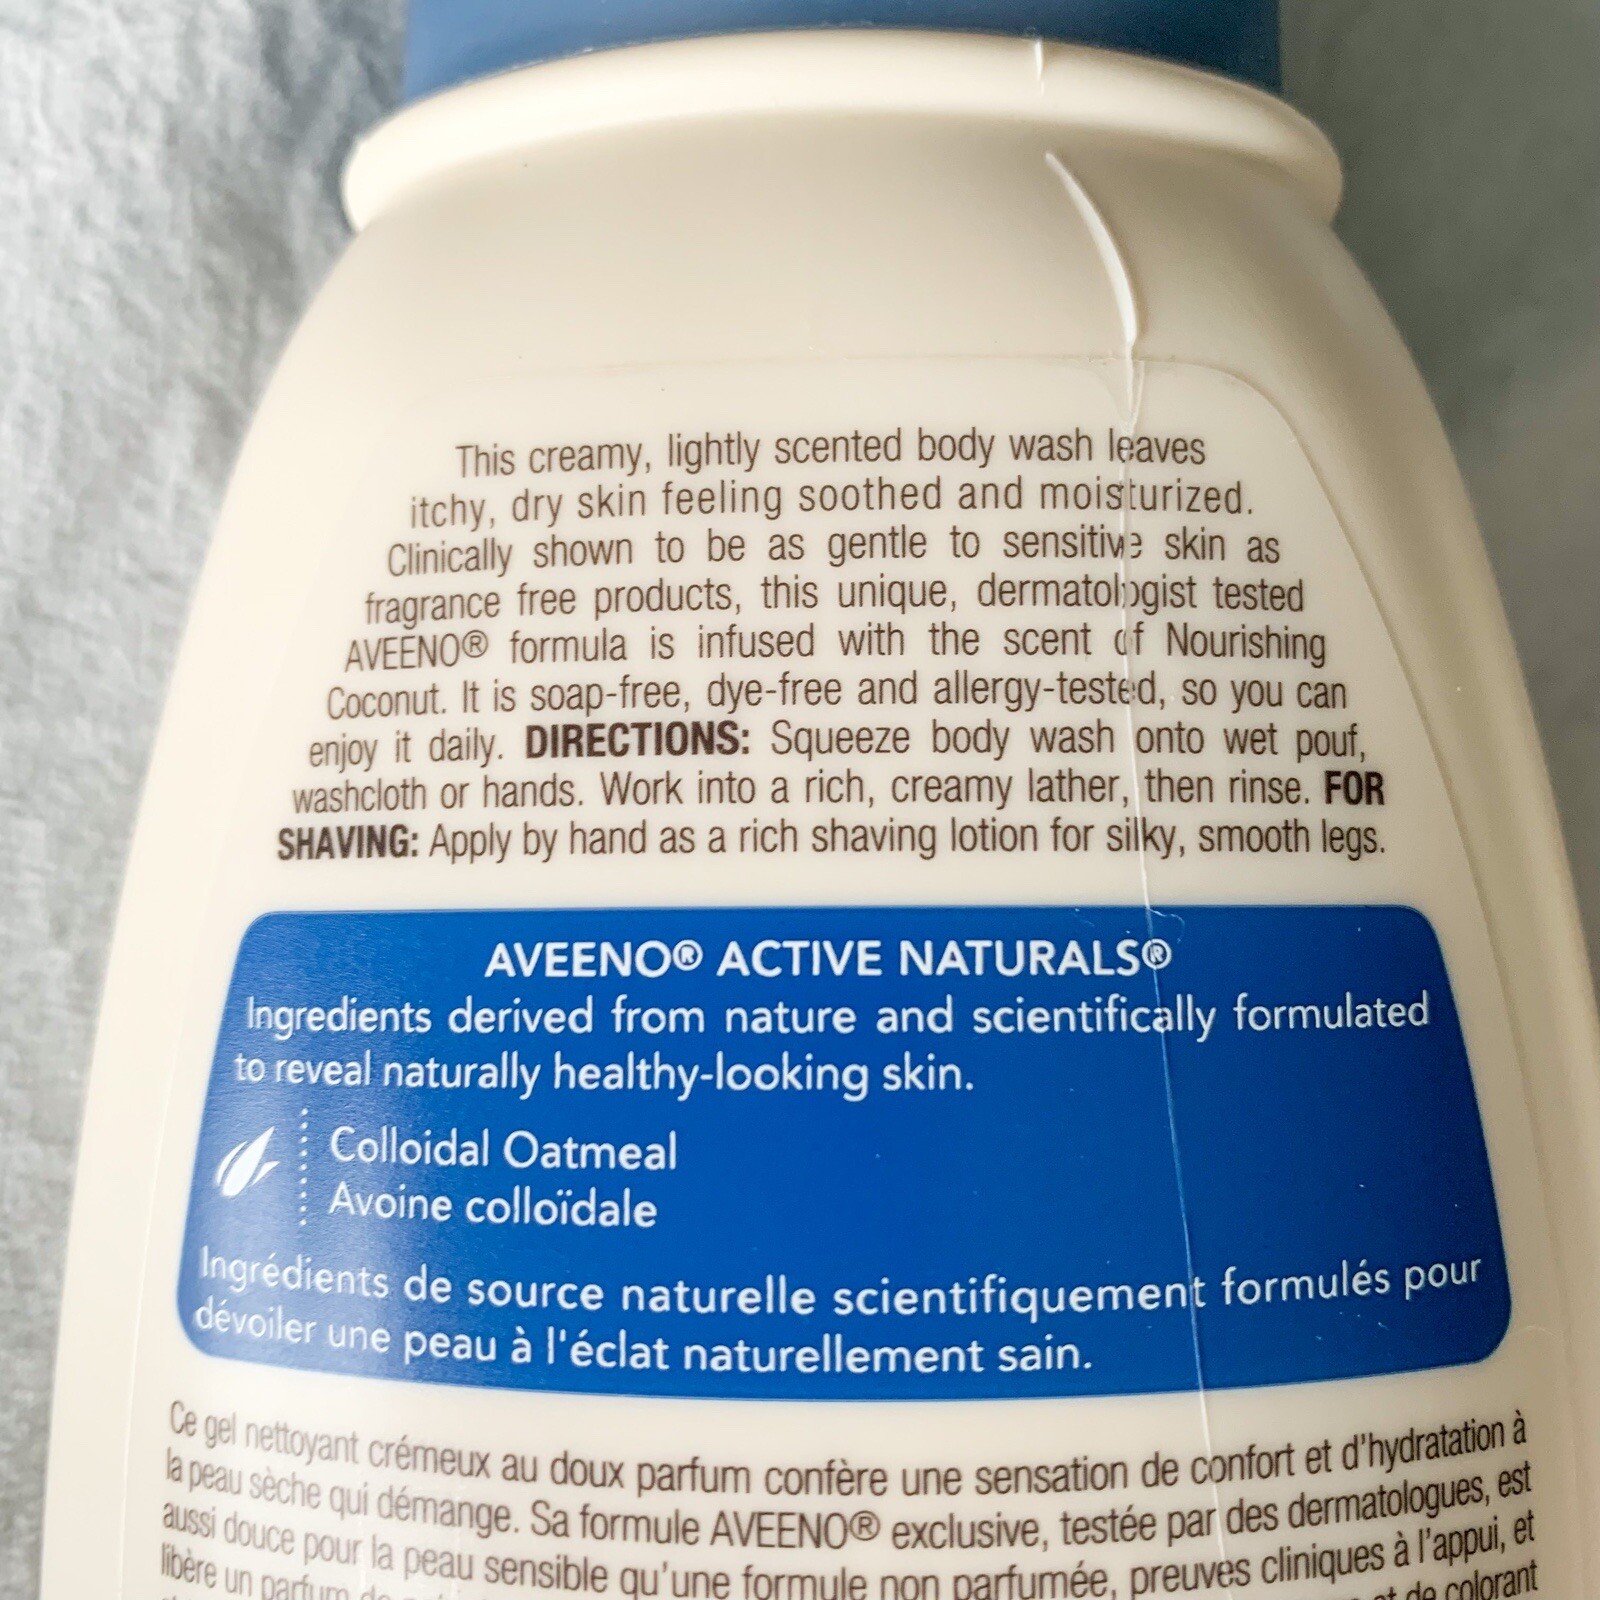 This creamy, lightly scented body wash leaves
itchy, dry skin feeling soothed and moisturized.
Clinically shown to be as gentle to sensitive skin as
fragrance free products, this unique, dermatologist tested
AVEENO® formula is infused with the scent of Nourishing
Coconut. It is soap-free, dye-free and allergy-tested, so you can
enjoy it daily. DIRECTIONS: Squeeze body wash onto wet pouf,
washcloth or hands. Work into a rich, creamy lather, then rinse. FOR
SHAVING: Apply by hand as a rich shaving lotion for silky, smooth legs.
AVEENO® ACTIVE NATURALS®
Ingredients derived from nature and scientifically formulated
to reveal naturally healthy-looking skin.
Colloidal Oatmeal
Avoine colloïdale
Ingrédients de source naturelle scientifiquement formulés pour
dévoiler une peau à l'éclat naturellement sain.
Ce gel nettoyant crémeux au doux parfum confère une sensation de confort et d'hydratation à
la peau sèche qui démange. Sa formule AVEENO® exclusive, testée par des dermatologues, est
aussi douce pour la peau sensible qu'une formule non parfumée, preuves cliniques à l'appui, et
libère un parfum de et de colorant